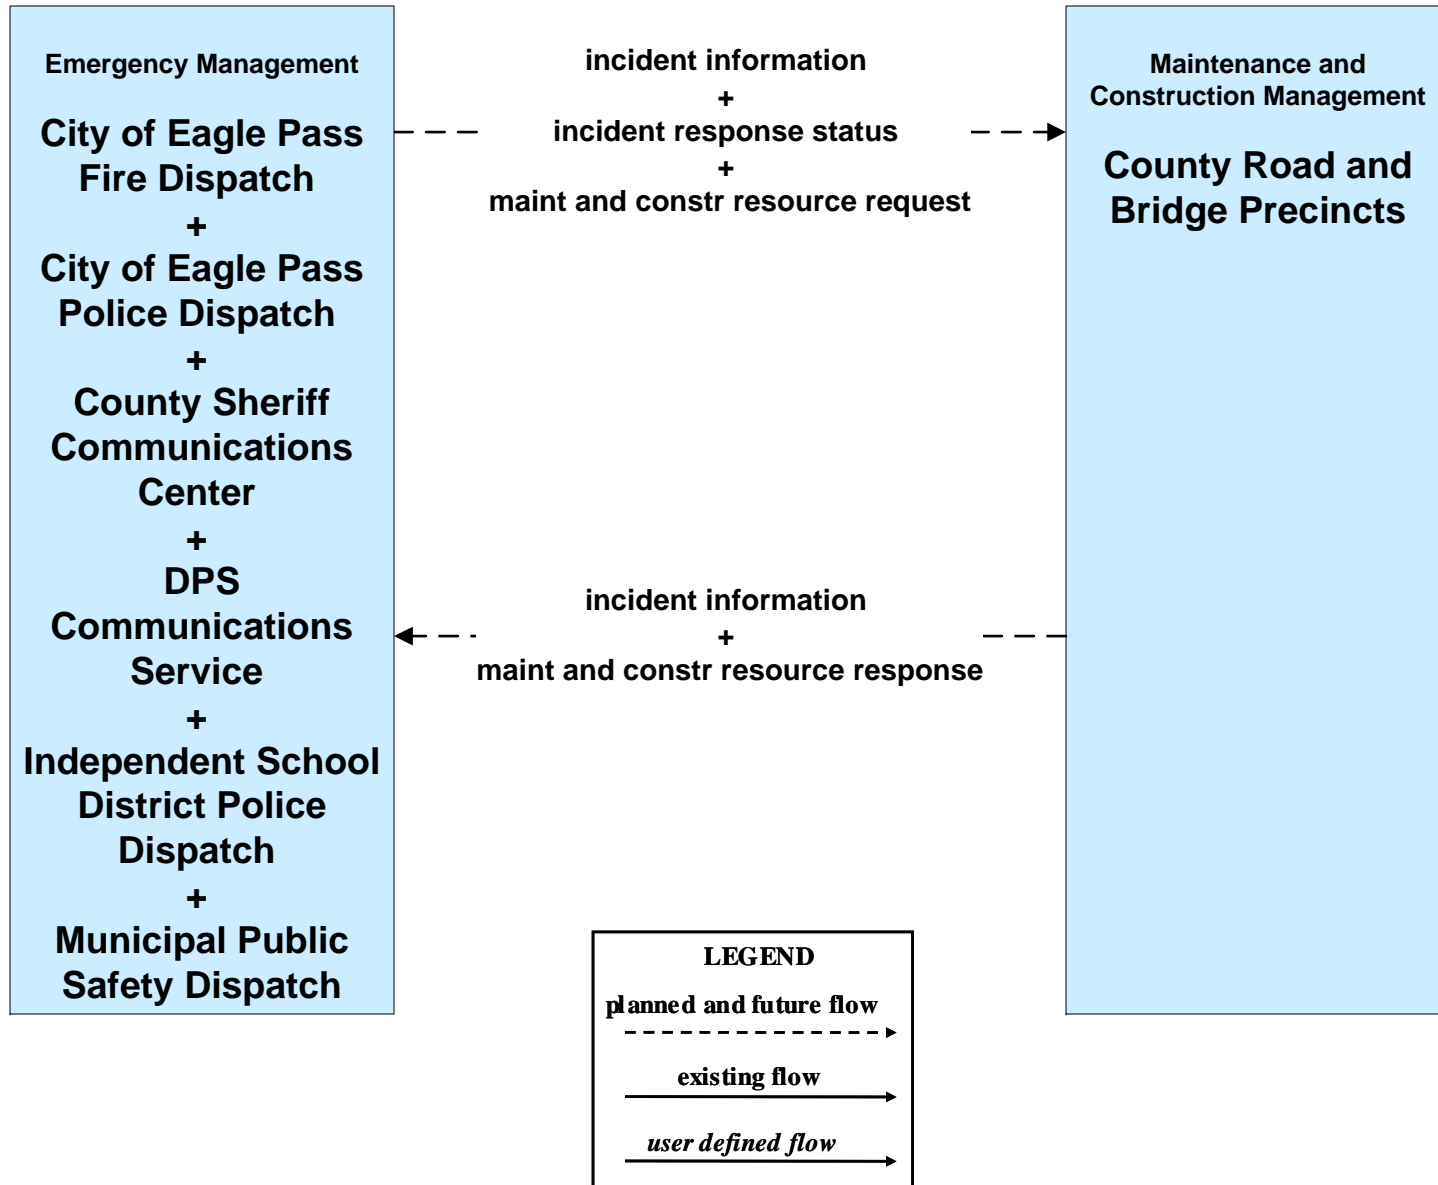 Emergency Management
City of Eagle Pass
Fire Dispatch
+
City of Eagle Pass
Police Dispatch
+
County Sheriff
Communications
Center
+
DPS
Communications
Service
+
Independent School
District Police
Dispatch
+
Municipal Public
Safety Dispatch
incident information
+
incident response status
+
maint and constr resource request
incident information
+
maint and constr resource response
Maintenance and
Construction Management
County Road and
Bridge Precincts
LEGEND
planned and future flow
existing flow
user defined flow